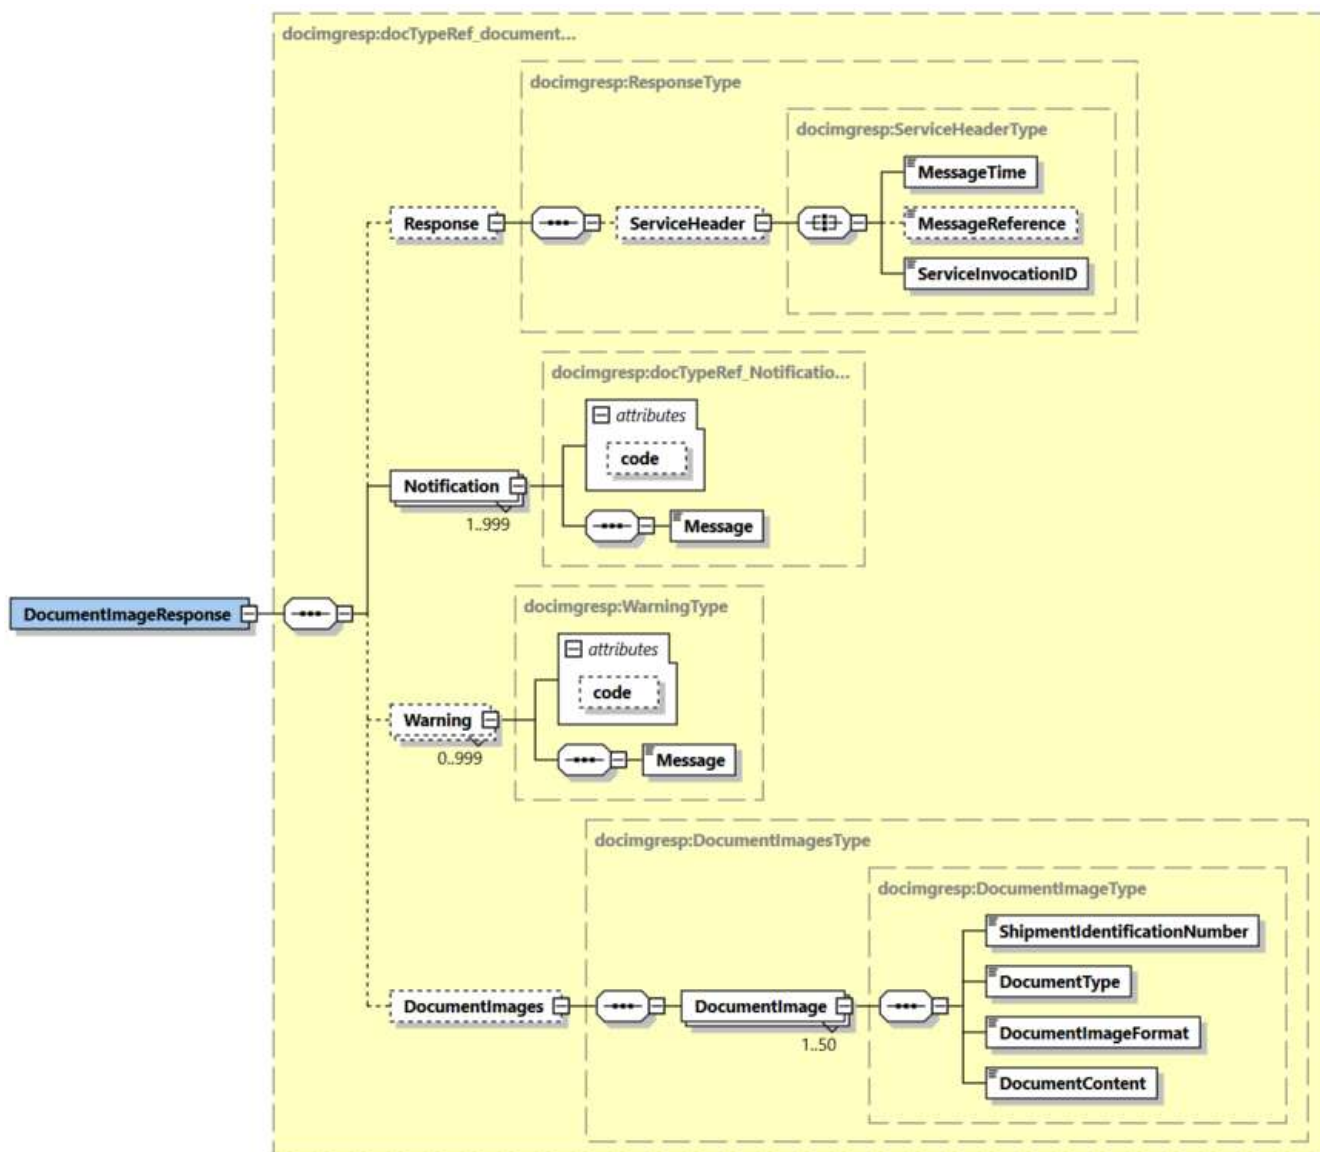 docimgresp:docTypeRef_document...
docimgresp:ResponseType
docimgresp:ServiceHeaderType
MessageTime
Response
ServiceHeader
MessageReference
ServiceInvocationID
docimgresp:docTypeRef_Notificatio...
attributes
code
Notification
1..999
Message
DocumentImageResponse
docimgresp:WarningType
attributes
code
Warning
0..999
Message
docimgresp:DocumentImagesType
docimgresp:DocumentImageType
ShipmentIdentificationNumber
DocumentType
DocumentImages
DocumentImage
1..50
DocumentImageFormat
DocumentContent